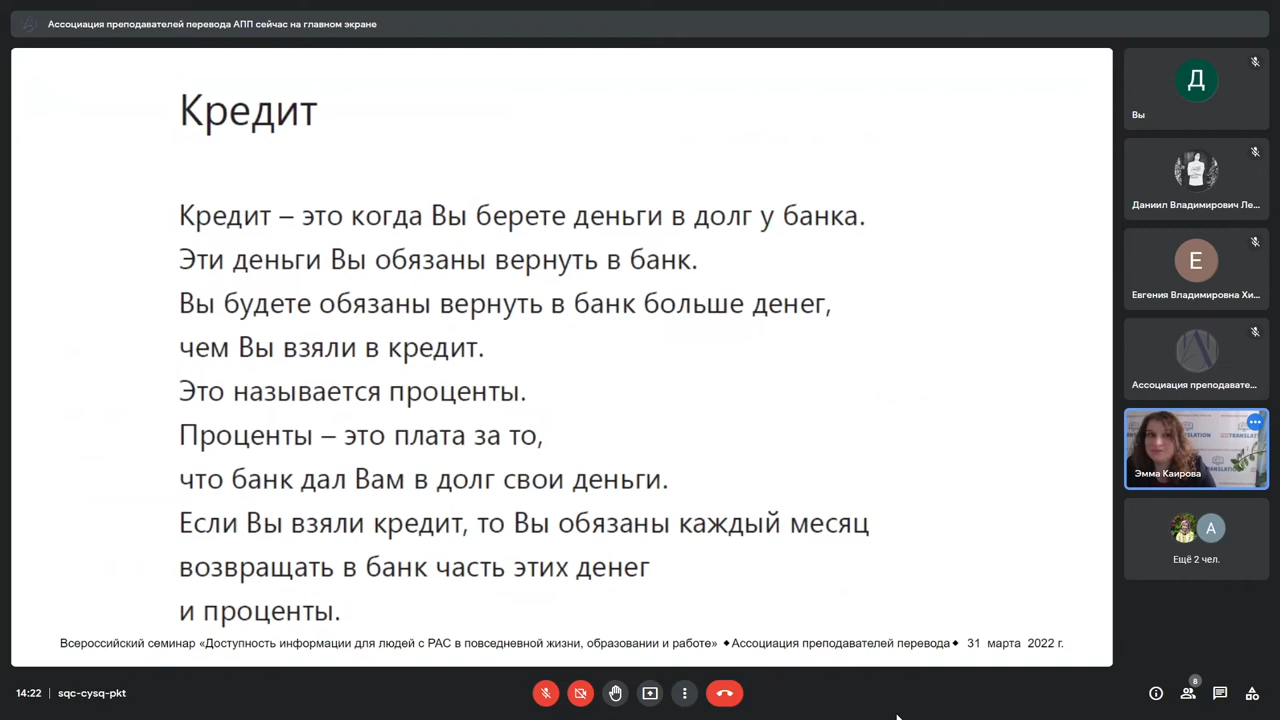 Ассоциация преподавателей перевода АПП сейчас на главном экране
Кредит
Кредит – это когда Вы берете деньги в долг у банка.
Эти деньги Вы обязаны вернуть в банк.
Вы будете обязаны вернуть в банк больше денег,
чем Вы взяли в кредит.
Это называется проценты.
Проценты – это плата за то,
что банк дал Вам в долг свои деньги.
Если Вы взяли кредит, то Вы обязаны каждый месяц
возвращать в банк часть этих денег
и проценты.
Всероссийский семинар «Доступность информации для людей с РАС в повседневной жизни, образовании и работе» ◆Ассоциация преподавателей перевода◆ 31 марта 2022 г.
Д
Вы
Даниил Владимирович Ле...
Е
Евгения Владимировна Хи...
Ассоциация преподавате...
TRANSLATION
Эмма Каирова
А
Ещё 2 чел.
14:22 | sqc-cysq-pkt
8